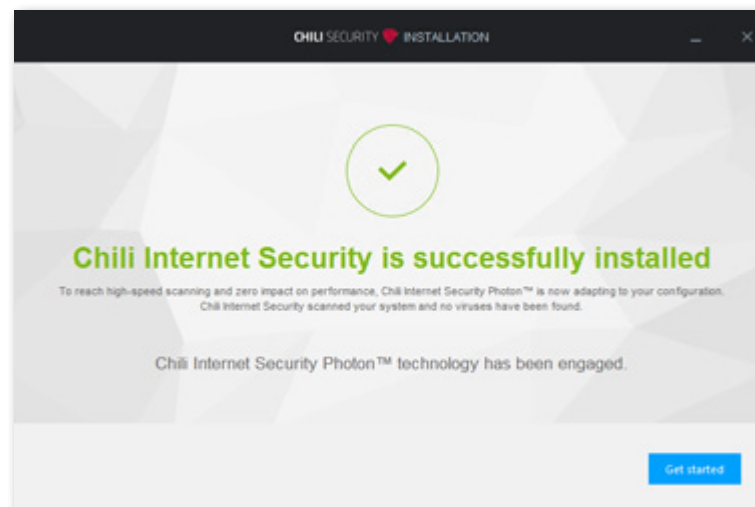 CHILI SECURITY INSTALLATION
Chili Internet Security is successfully installed
To reach high-speed scanning and zero impact on performance, Chili Internet Security Photon™ is now adapting to your configuration.
Chili Internet Security scanned your system and no viruses have been found.
Chili Internet Security Photon™ technology has been engaged.
Get started